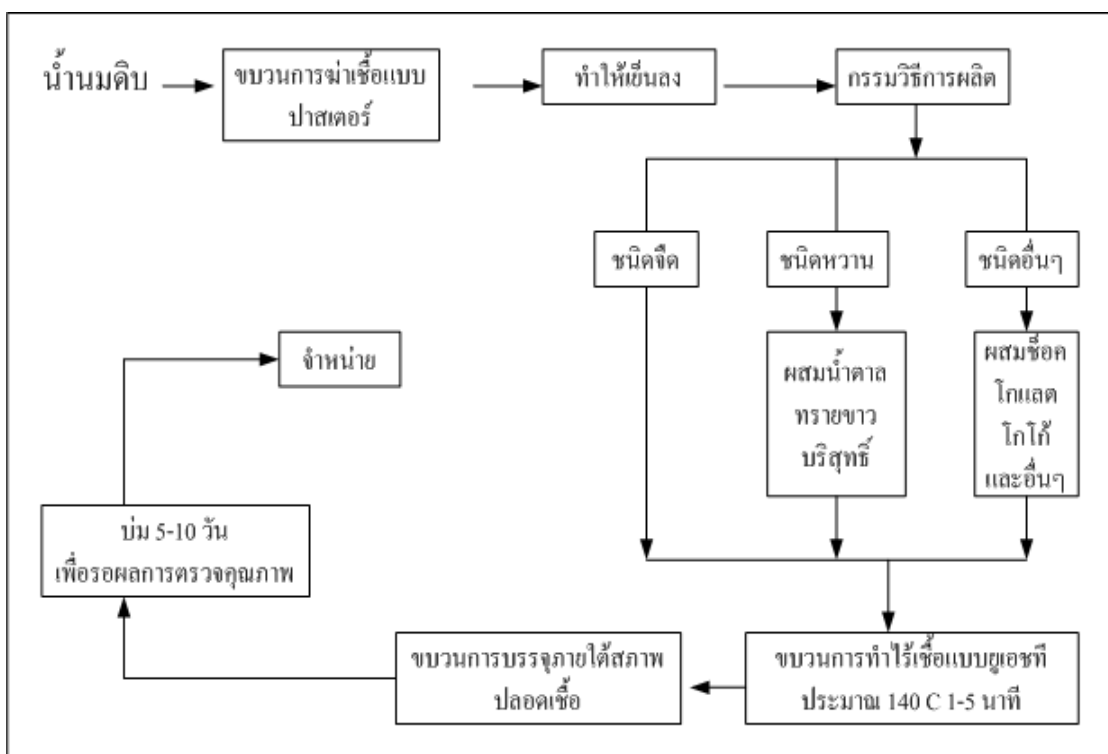 น้ำนมดิบ
ขบวนการฆ่าเชื้อแบบ
ปาสเตอร์
ทำให้เย็นลง
กรรมวิธีการผลิต
ชนิดจืด
ชนิดหวาน
ชนิดอื่นๆ
ผสมน้ำตาล
ทรายขาว
บริสุทธิ์
ผสมช็อค
โกแลต
โกโก้
และอื่นๆ
ขบวนการทำไร้เชื้อแบบยูเอชที
ประมาณ 140 C 1-5 นาที
ขบวนการบรรจุภายใต้สภาพ
ปลอดเชื้อ
บ่ม 5-10 วัน
เพื่อรอผลการตรวจคุณภาพ
จำหน่าย